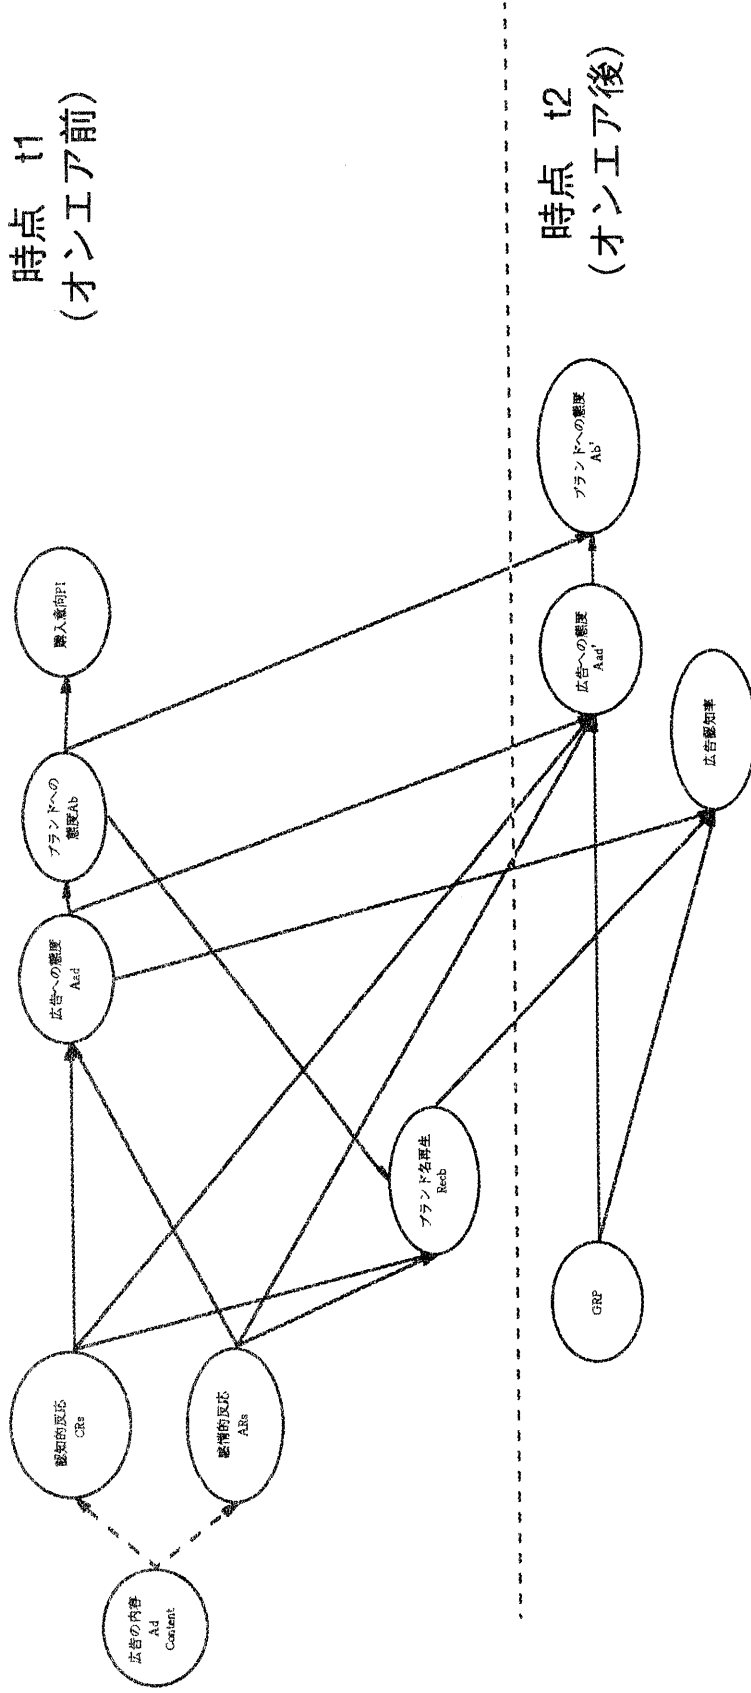 時点 t1
(オンエア前)
広告の内容
Ad
Content
認知的反応
CRs
感情的反応
ARs
広告への態度
Aad
ブランドへの
態度Ab
購入意向PI
ブランド名再生
Recb
時点 t2
(オンエア後)
GRP
広告への態度
Aad'
ブランドへの態度
Ab'
広告認知率